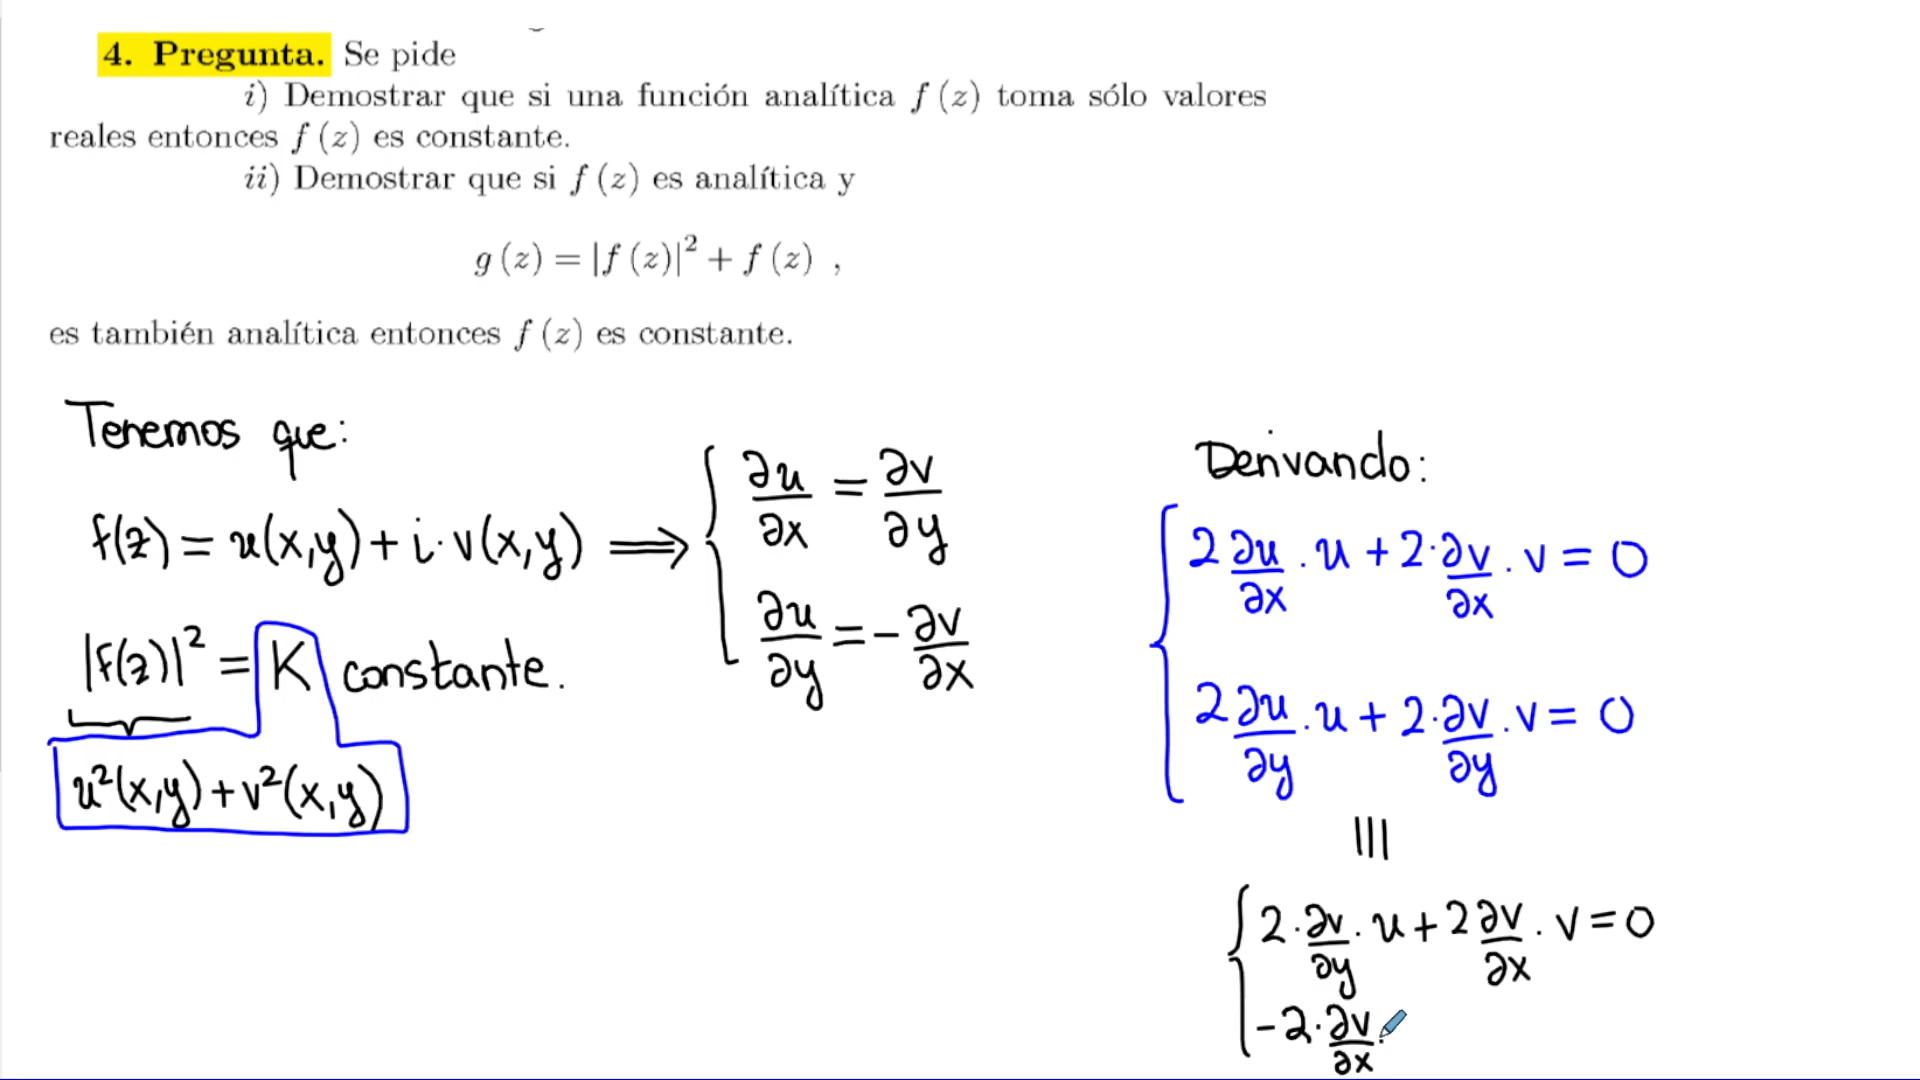 4. Pregunta. Se pide
i) Demostrar que si una función analítica f (z) toma sólo valores
reales entonces f (z) es constante.
ii) Demostrar que si f (z) es analítica y
g (z) = |f (z)|² + f (z) ,
es también analítica entonces f (z) es constante.
Tenemos que:
f(z) = u(x,y) + i· v(x,y) ⟹ { ∂u/∂x = ∂v/∂y
∂u/∂y = - ∂v/∂x
|f(z)|² = K constante.
u²(x,y) + v²(x,y)
Derivando:
{ 2 ∂u/∂x · u + 2· ∂v/∂x · v = 0
2 ∂u/∂y · u + 2· ∂v/∂y · v = 0
|||
{ 2· ∂v/∂y · u + 2 ∂v/∂x · v = 0
-2· ∂v/∂x ·